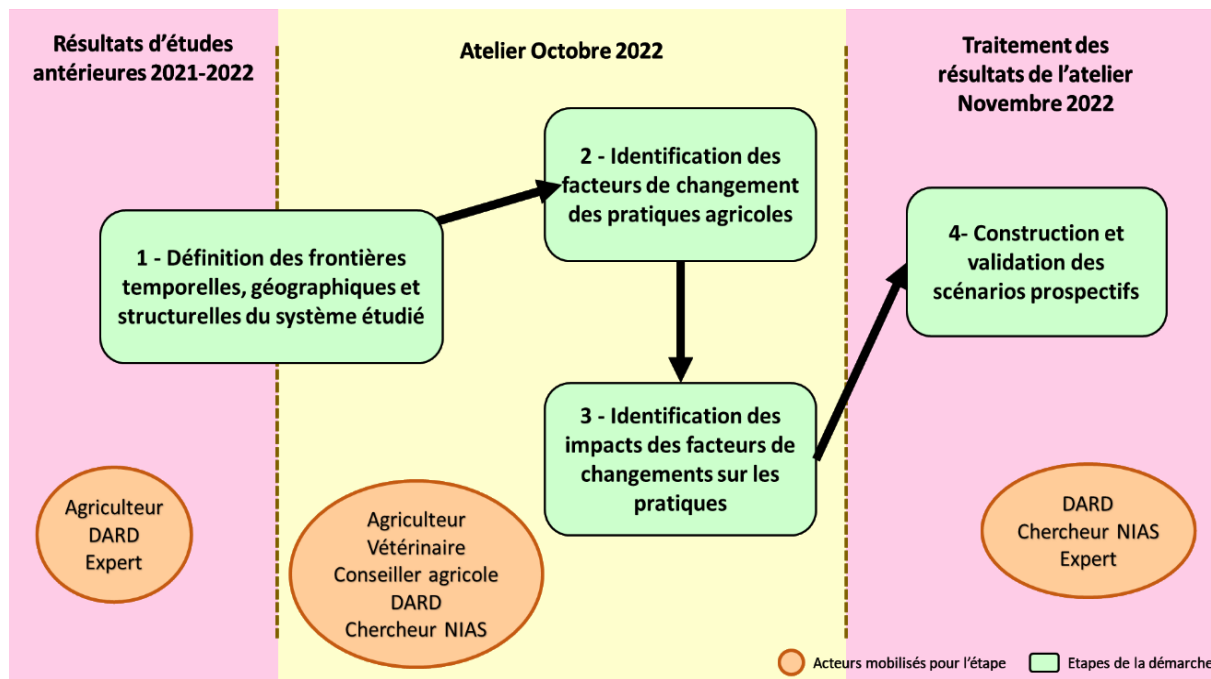 Résultats d’études
antérieures 2021-2022
Atelier Octobre 2022
Traitement des
résultats de l’atelier
Novembre 2022
1 - Définition des frontières
temporelles, géographiques et
structurelles du système étudié
2 - Identification des
facteurs de changement
des pratiques agricoles
3 - Identification des
impacts des facteurs de
changements sur les
pratiques
4- Construction et
validation des
scénarios prospectifs
Agriculteur
DARD
Expert
Agriculteur
Vétérinaire
Conseiller agricole
DARD
Chercheur NIAS
DARD
Chercheur NIAS
Expert
Acteurs mobilisés pour l’étape
Etapes de la démarche